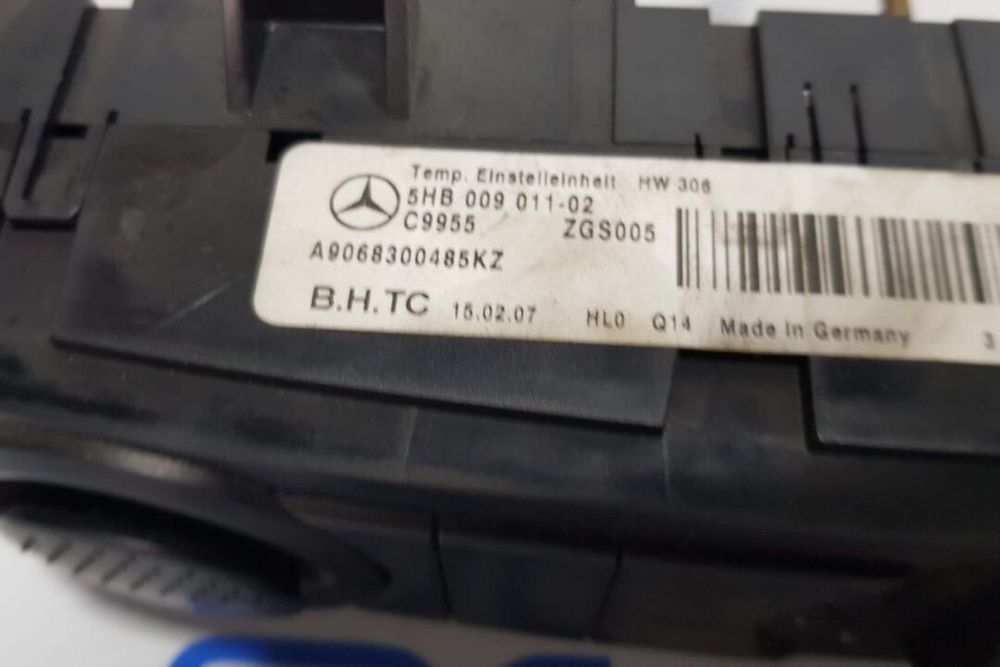 Temp. Einstelleinheit HW 306
5HB 009 011-02
C9955 ZGS005
A9068300485KZ
B.H.TC 15.02.07 HL0 Q14 Made in Germany 3